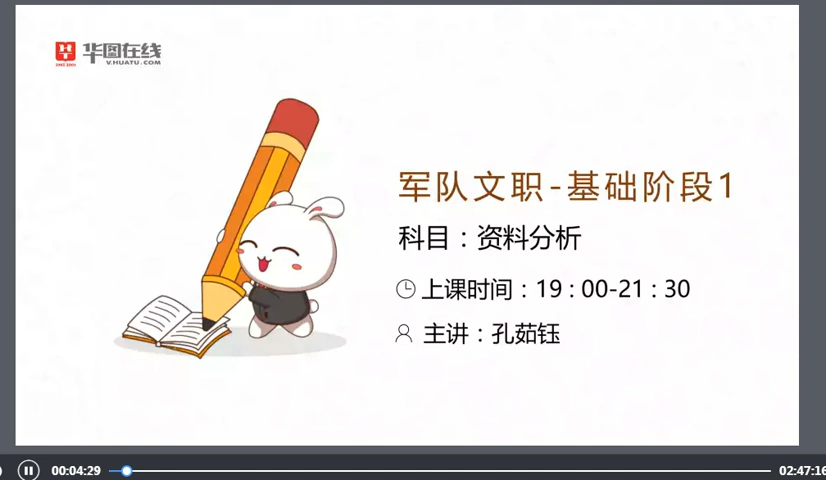 华图在线
V.HUATU.COM
军队文职-基础阶段1
科目：资料分析
上课时间：19：00-21：30
主讲：孔茹钰
00:04:29
02:47:16